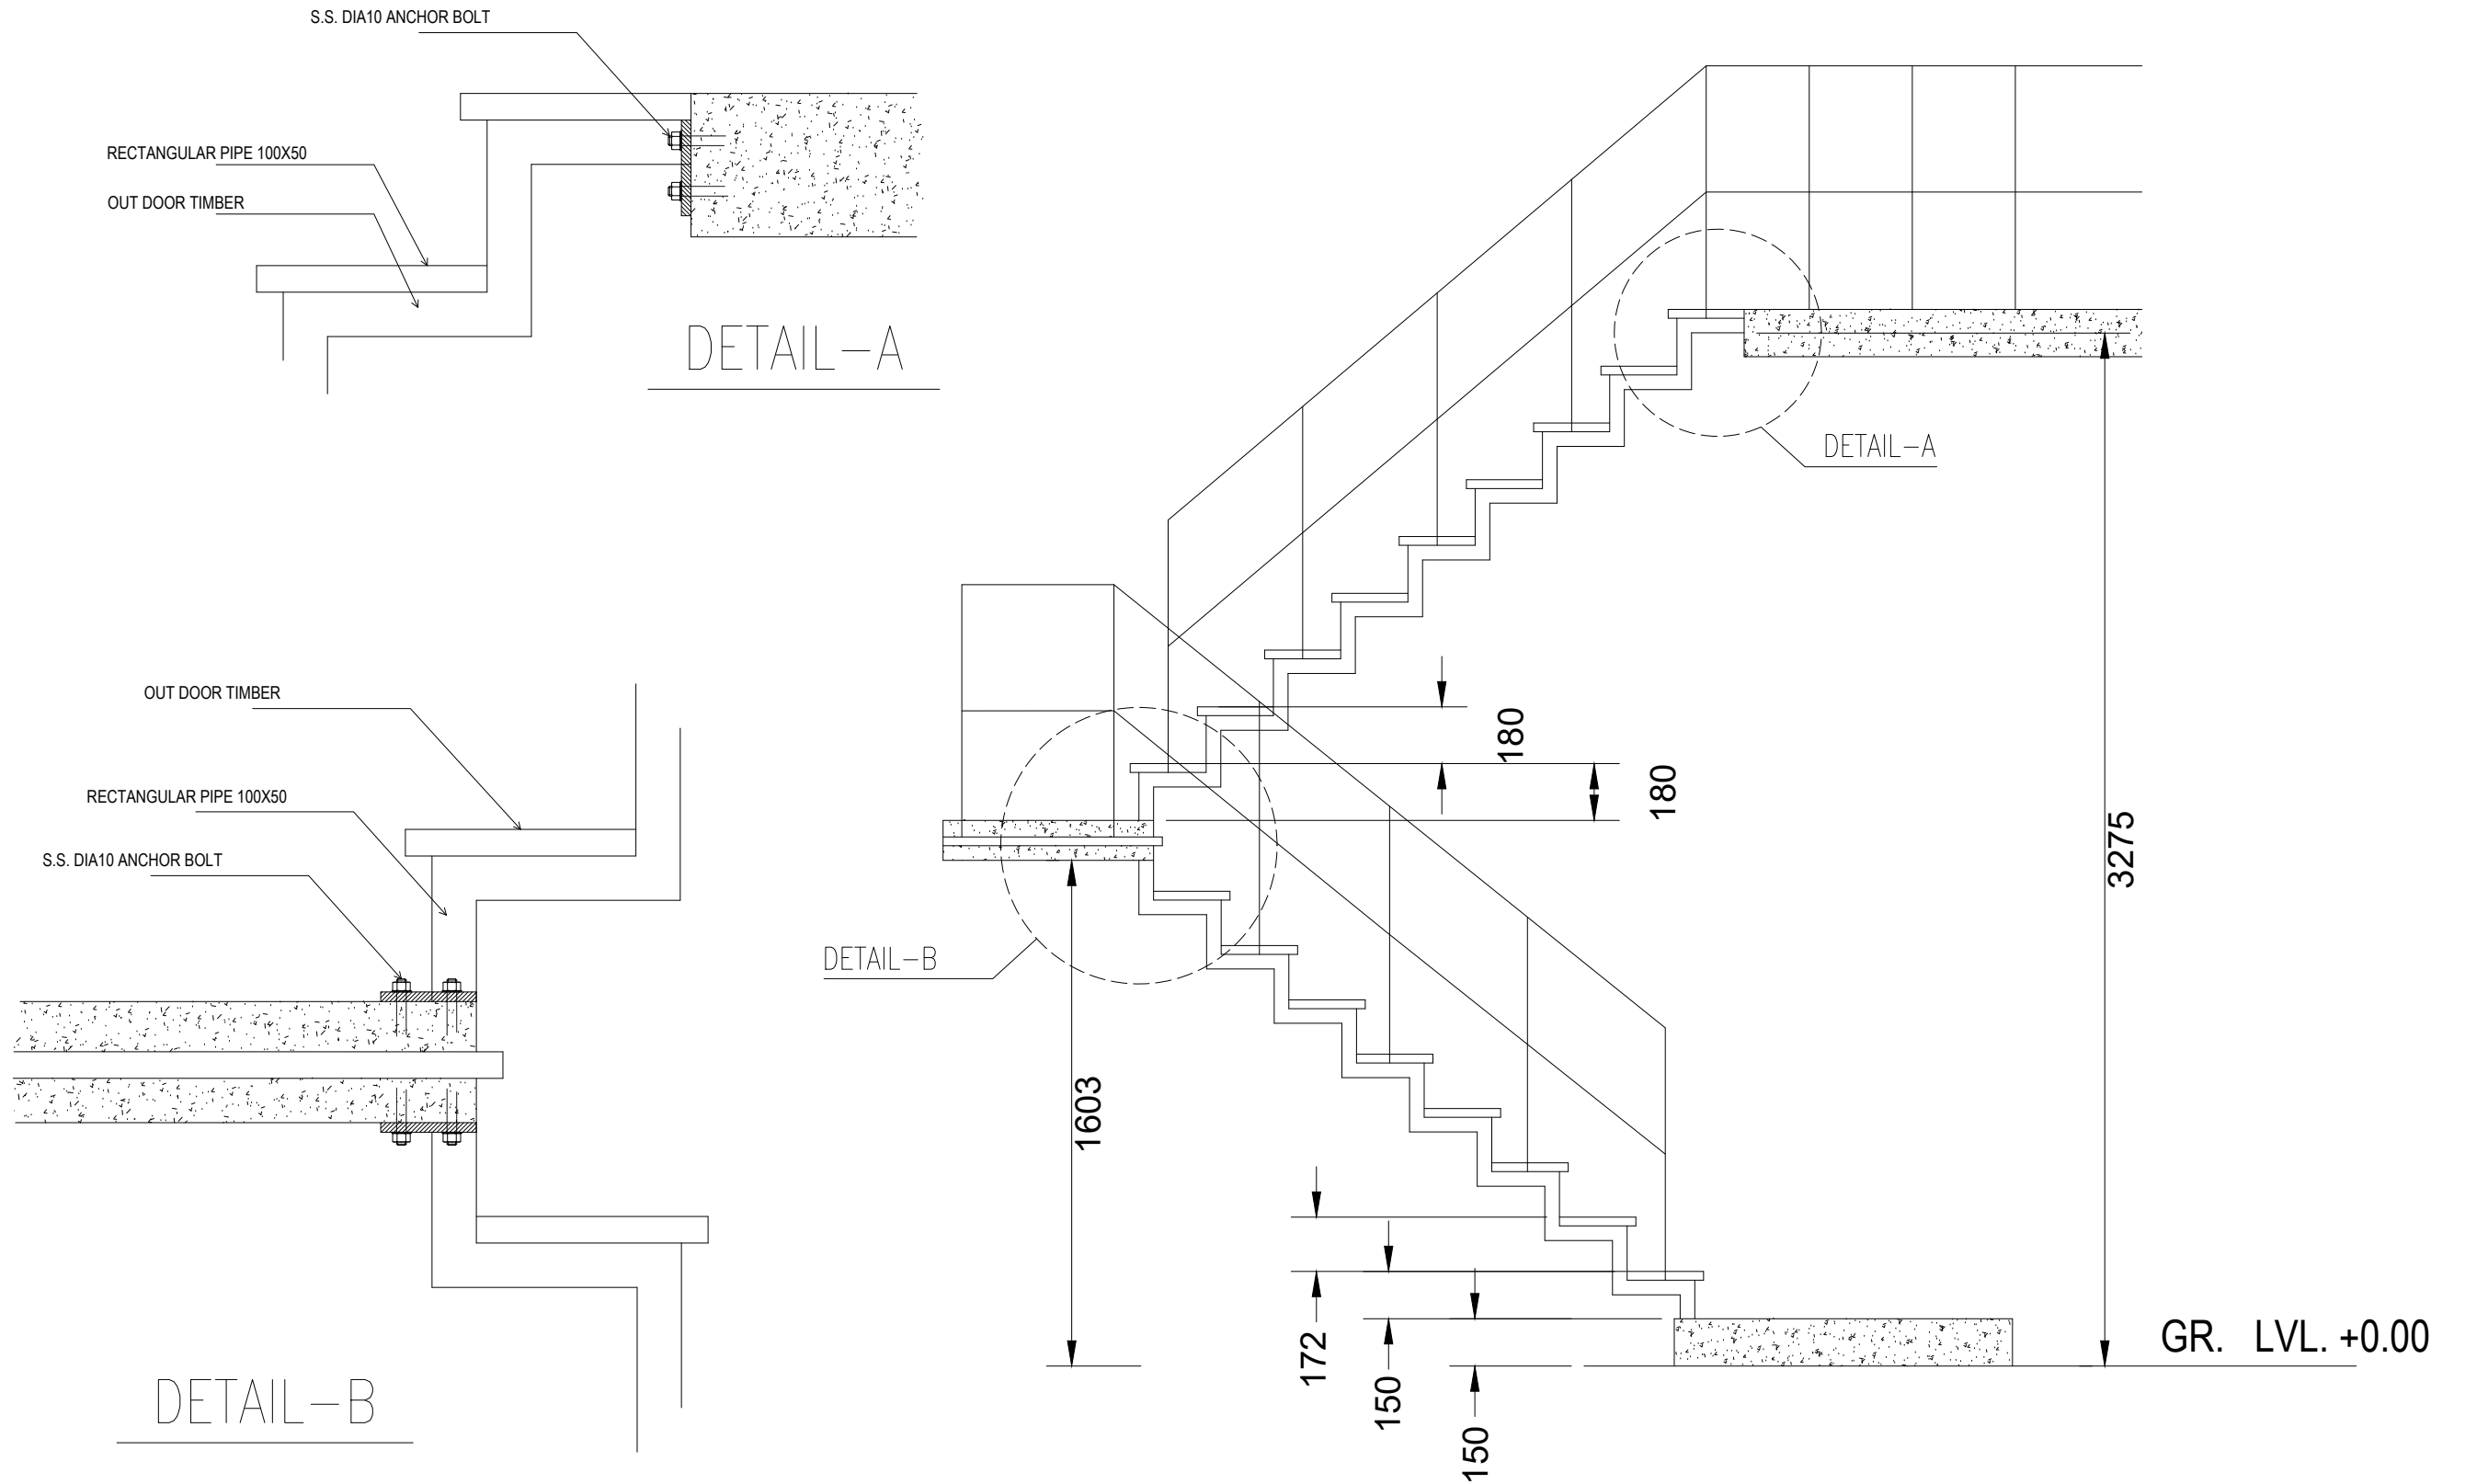 S.S. DIA10 ANCHOR BOLT
RECTANGULAR PIPE 100X50
OUT DOOR TIMBER
DETAIL-A
DETAIL-A
OUT DOOR TIMBER
RECTANGULAR PIPE 100X50
S.S. DIA10 ANCHOR BOLT
DETAIL-B
DETAIL-B
180
180
3275
1603
172
150
150
GR. LVL. +0.00